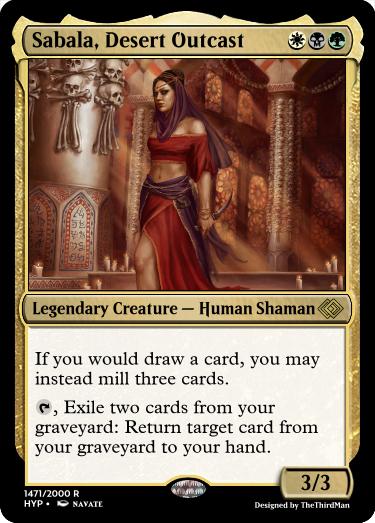 Sabala, Desert Outcast
Legendary Creature — Human Shaman
If you would draw a card, you may
instead mill three cards.
, Exile two cards from your
graveyard: Return target card from
your graveyard to your hand.
3/3
1471/2000 R
HYP • NAVATE
Designed by TheThirdMan